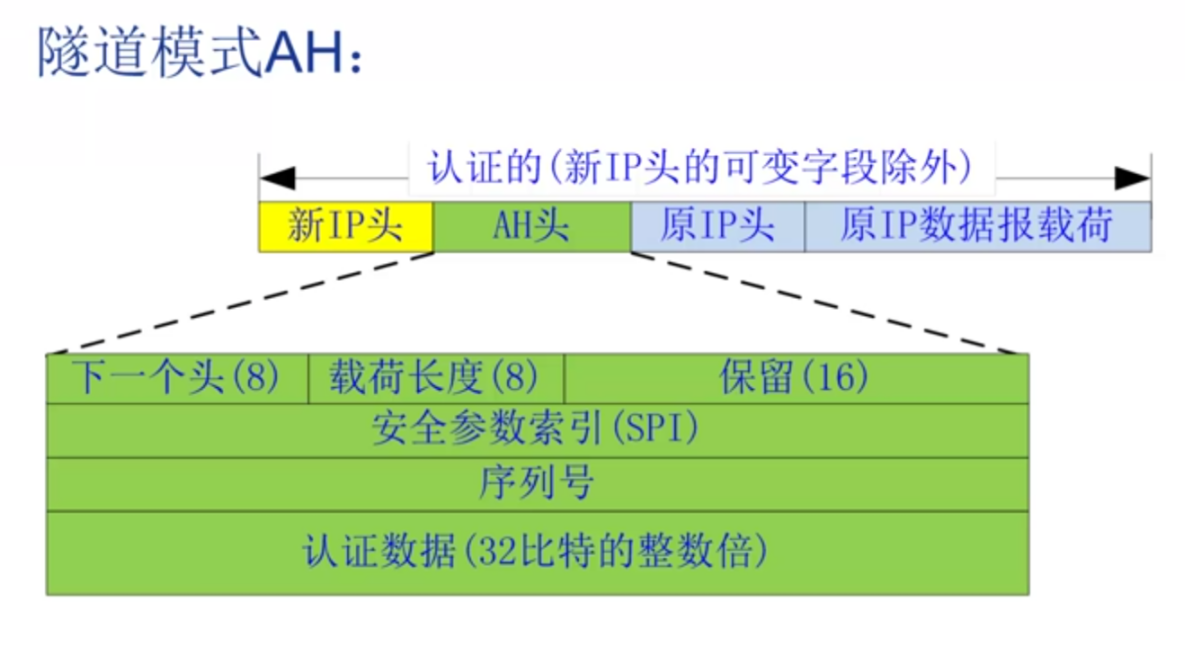 隧道模式AH：
认证的(新IP头的可变字段除外)
新IP头 AH头 原IP头 原IP数据报载荷
下一个头(8) 载荷长度(8) 保留(16)
安全参数索引(SPI)
序列号
认证数据(32比特的整数倍)